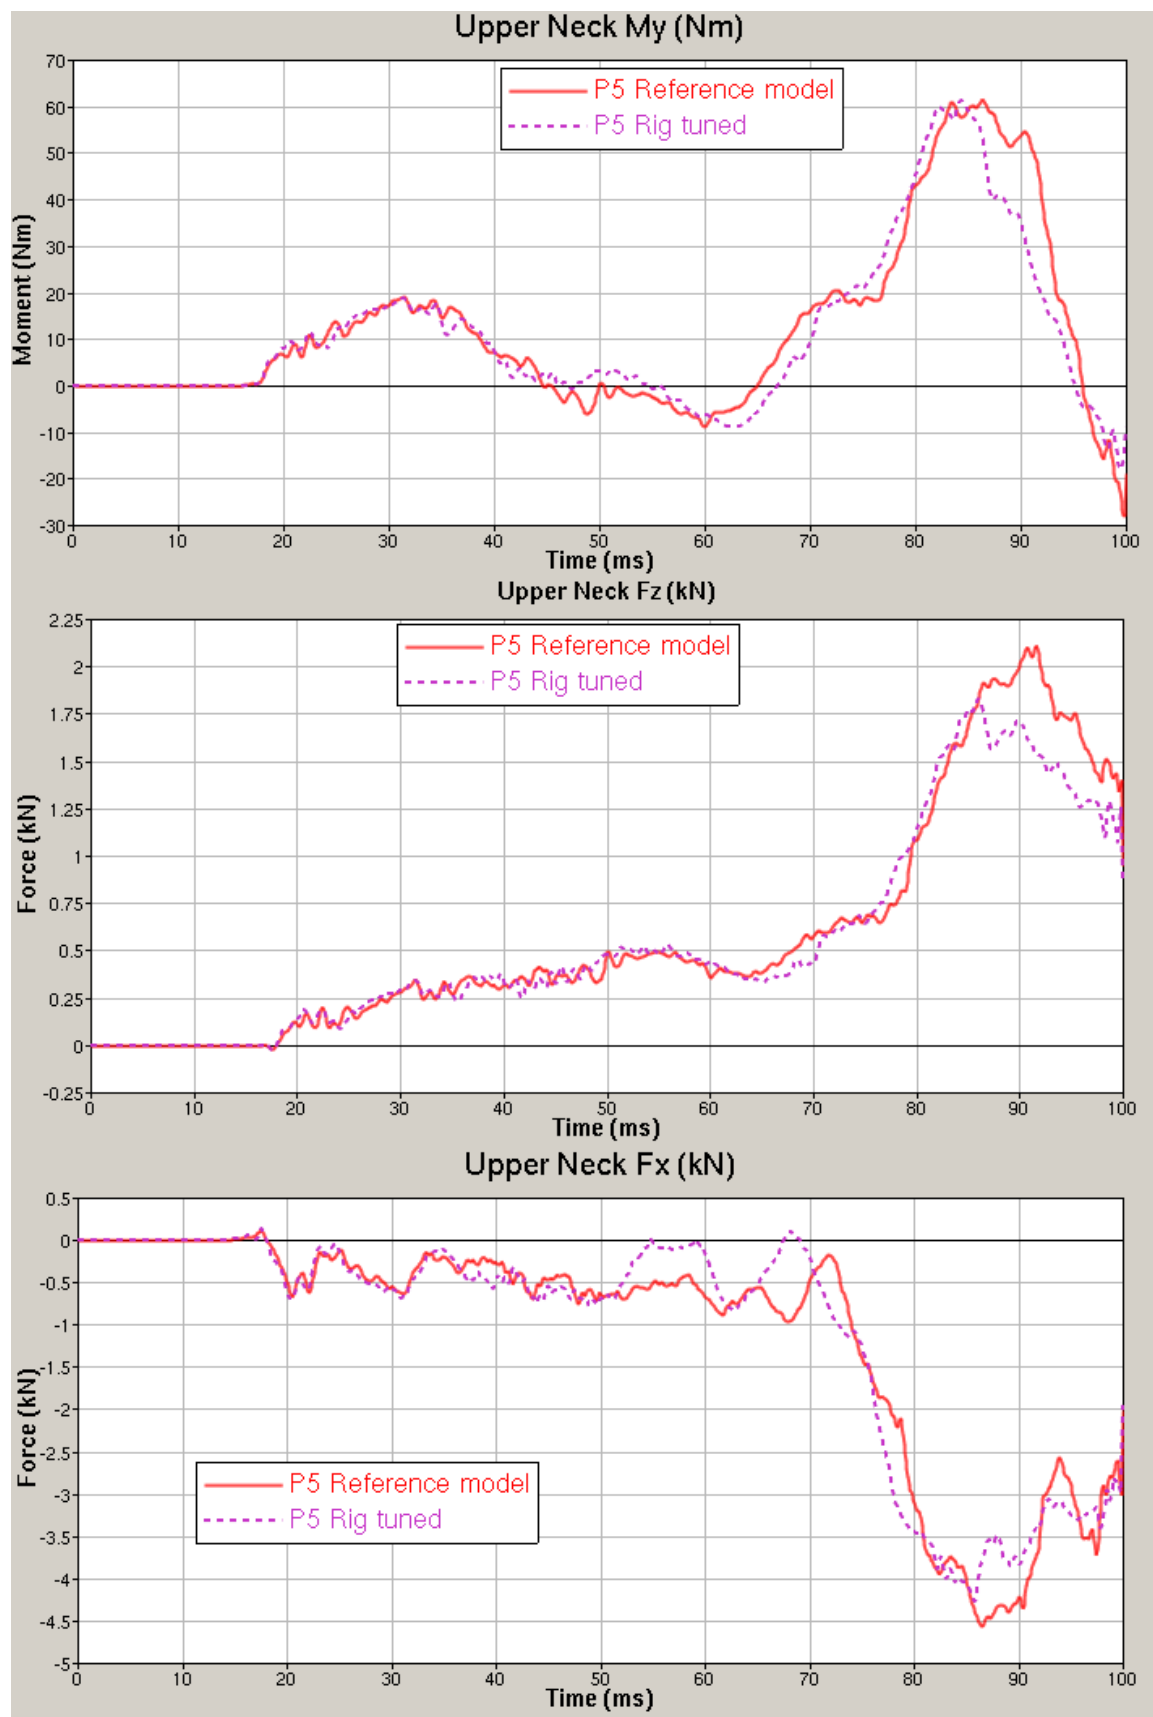 Upper Neck My (Nm)
P5 Reference model
P5 Rig tuned
Moment (Nm)
70
60
50
40
30
20
10
0
-10
-20
-30
0 10 20 30 40 50 60 70 80 90 100
Time (ms)
Upper Neck Fz (kN)
P5 Reference model
P5 Rig tuned
Force (kN)
2.25
2
1.75
1.5
1.25
1
0.75
0.5
0.25
0
-0.25
0 10 20 30 40 50 60 70 80 90 100
Time (ms)
Upper Neck Fx (kN)
P5 Reference model
P5 Rig tuned
Force (kN)
0.5
0
-0.5
-1
-1.5
-2
-2.5
-3
-3.5
-4
-4.5
-5
0 10 20 30 40 50 60 70 80 90 100
Time (ms)